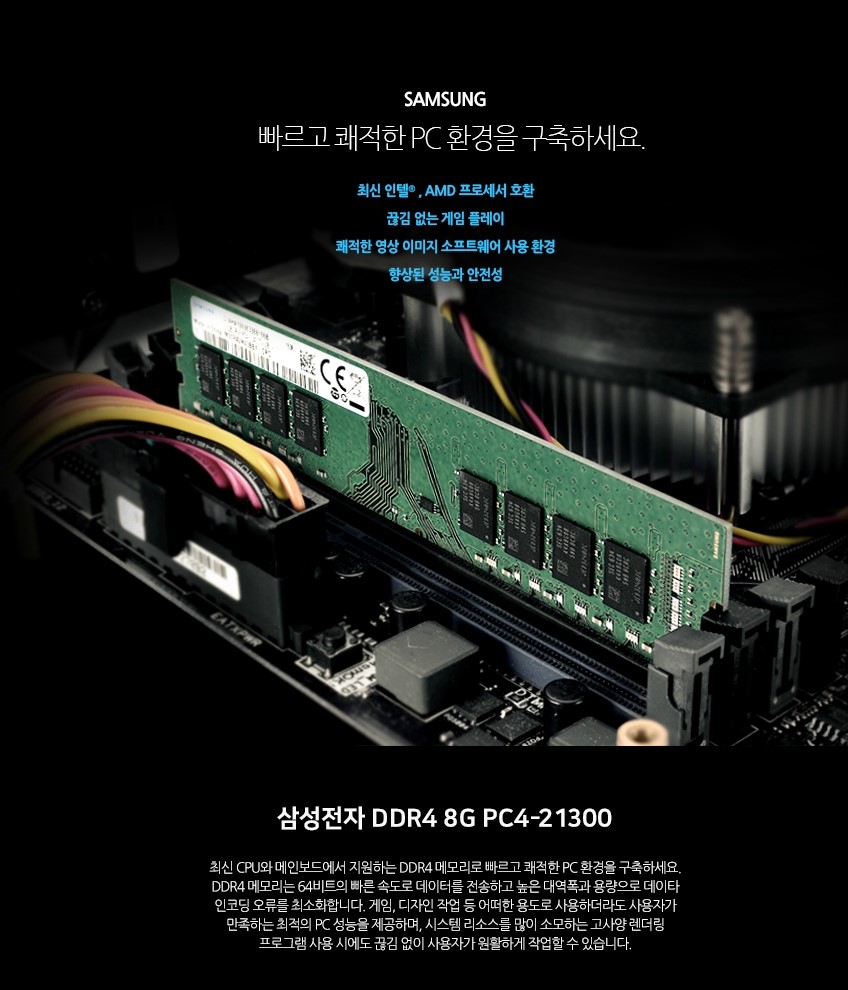 SAMSUNG
빠르고 쾌적한 PC 환경을 구축하세요.
최신 인텔® , AMD 프로세서 호환
끊김 없는 게임 플레이
쾌적한 영상 이미지 소프트웨어 사용 환경
향상된 성능과 안전성
SAMSUNG
CE
EATXPWR
삼성전자 DDR4 8G PC4-21300
최신 CPU와 메인보드에서 지원하는 DDR4 메모리로 빠르고 쾌적한 PC 환경을 구축하세요.
DDR4 메모리는 64비트의 빠른 속도로 데이터를 전송하고 높은 대역폭과 용량으로 데이타
인코딩 오류를 최소화합니다. 게임, 디자인 작업 등 어떠한 용도로 사용하더라도 사용자가
만족하는 최적의 PC 성능을 제공하며, 시스템 리소스를 많이 소모하는 고사양 렌더링
프로그램 사용 시에도 끊김 없이 사용자가 원활하게 작업할 수 있습니다.